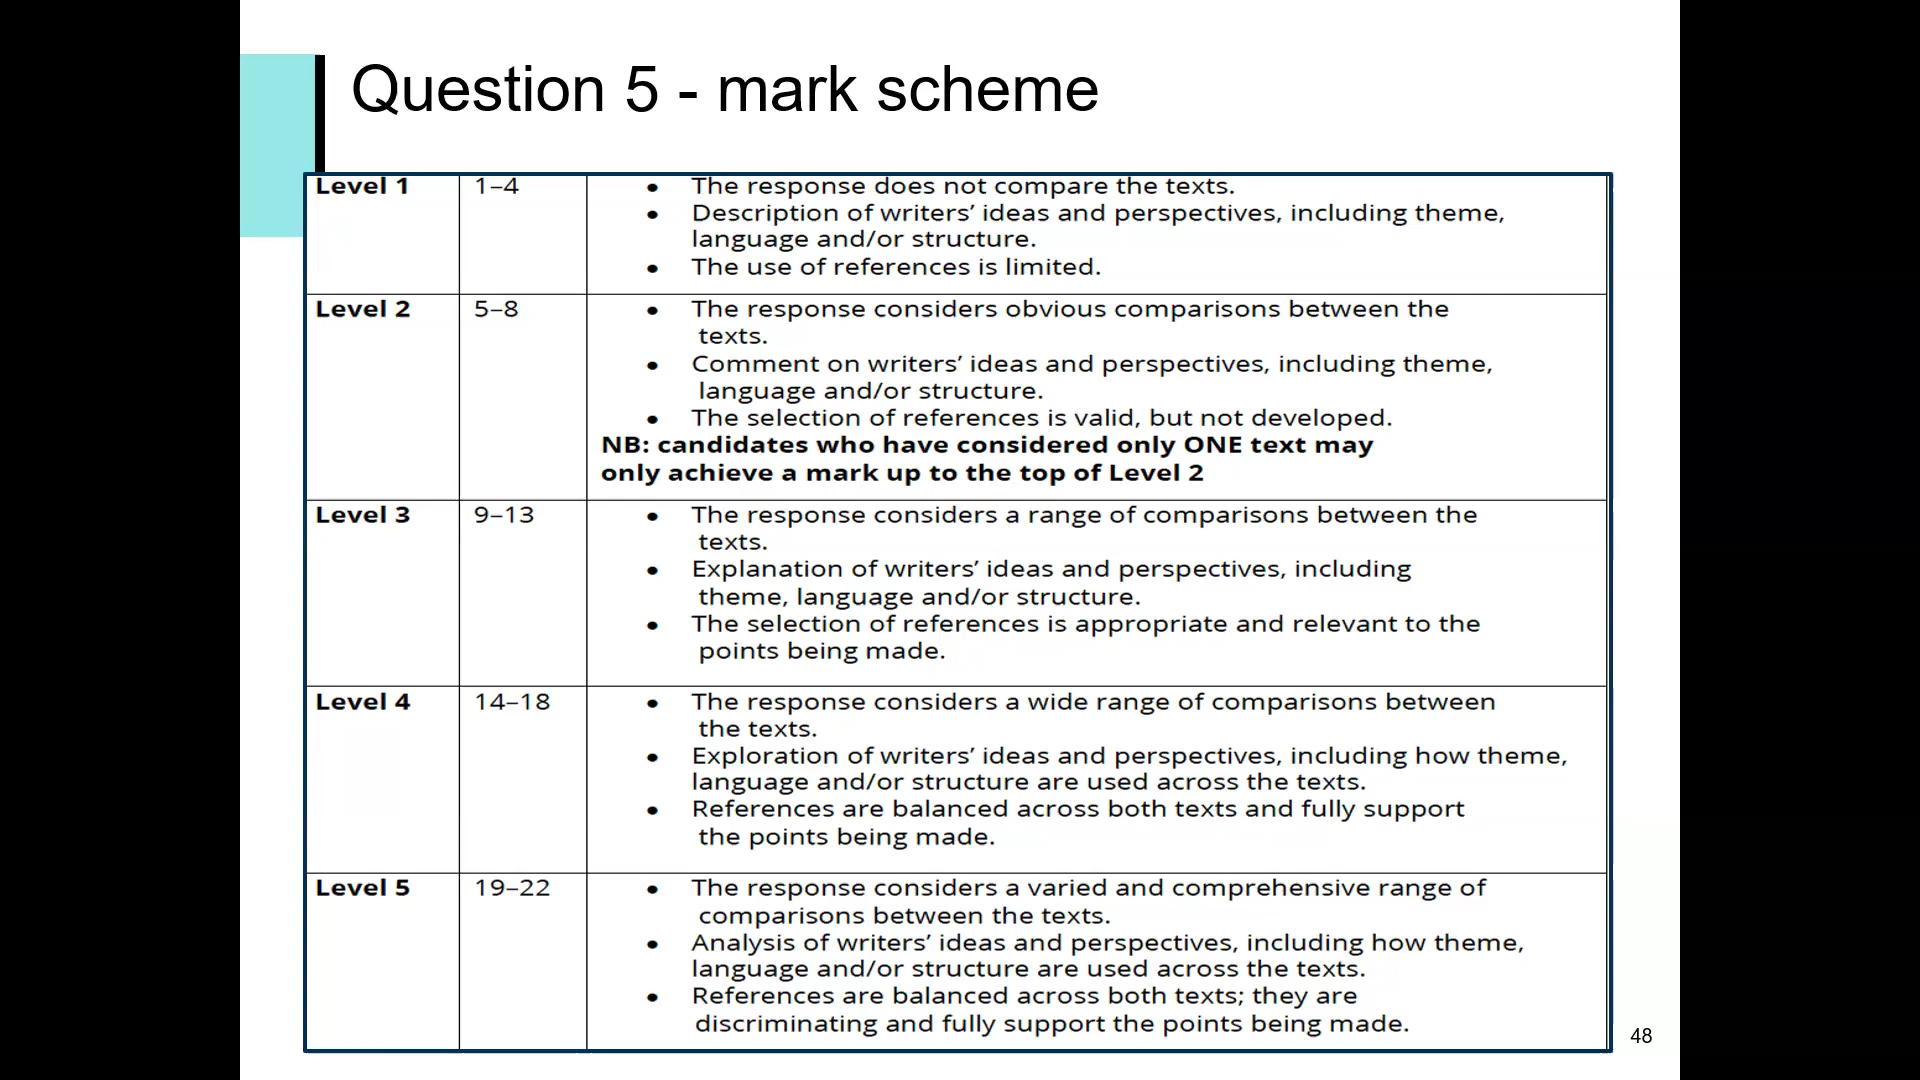 Question 5 - mark scheme
Level 1 1–4 • The response does not compare the texts.
• Description of writers’ ideas and perspectives, including theme,
language and/or structure.
• The use of references is limited.
Level 2 5–8 • The response considers obvious comparisons between the
texts.
• Comment on writers’ ideas and perspectives, including theme,
language and/or structure.
• The selection of references is valid, but not developed.
NB: candidates who have considered only ONE text may
only achieve a mark up to the top of Level 2
Level 3 9–13 • The response considers a range of comparisons between the
texts.
• Explanation of writers’ ideas and perspectives, including
theme, language and/or structure.
• The selection of references is appropriate and relevant to the
points being made.
Level 4 14–18 • The response considers a wide range of comparisons between
the texts.
• Exploration of writers’ ideas and perspectives, including how theme,
language and/or structure are used across the texts.
• References are balanced across both texts and fully support
the points being made.
Level 5 19–22 • The response considers a varied and comprehensive range of
comparisons between the texts.
• Analysis of writers’ ideas and perspectives, including how theme,
language and/or structure are used across the texts.
• References are balanced across both texts; they are
discriminating and fully support the points being made.
48